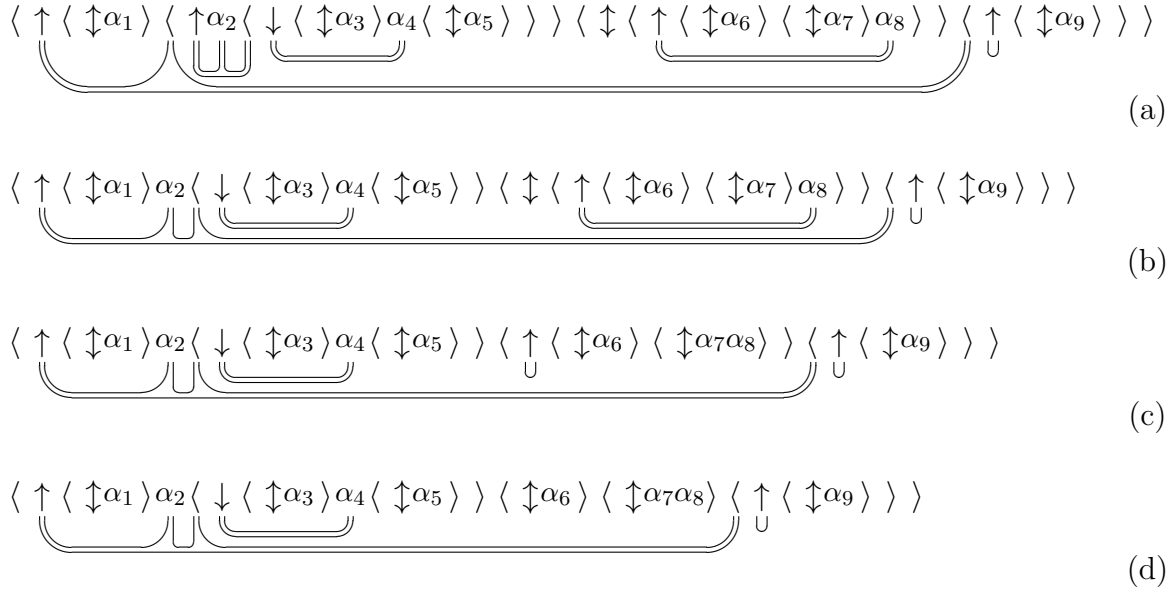 ⟨ ↑ ⟨ ↕α₁ ⟩ ⟨ ↑α₂⟨ ↓ ⟨ ↕α₃ ⟩ α₄⟨ ↕α₅ ⟩ ⟩ ⟩ ⟨ ↕ ⟨ ↑ ⟨ ↕α₆ ⟩ ⟨ ↕α₇ ⟩ α₈ ⟩ ⟩ ⟨ ↑ ⟨ ↕α₉ ⟩ ⟩ ⟩
(a)
⟨ ↑ ⟨ ↕α₁ ⟩ α₂⟨ ↓ ⟨ ↕α₃ ⟩ α₄⟨ ↕α₅ ⟩ ⟩ ⟨ ↕ ⟨ ↑ ⟨ ↕α₆ ⟩ ⟨ ↕α₇ ⟩ α₈ ⟩ ⟩ ⟨ ↑ ⟨ ↕α₉ ⟩ ⟩ ⟩
(b)
⟨ ↑ ⟨ ↕α₁ ⟩ α₂⟨ ↓ ⟨ ↕α₃ ⟩ α₄⟨ ↕α₅ ⟩ ⟩ ⟨ ↑ ⟨ ↕α₆ ⟩ ⟨ ↕α₇α₈ ⟩ ⟩ ⟨ ↑ ⟨ ↕α₉ ⟩ ⟩ ⟩
(c)
⟨ ↑ ⟨ ↕α₁ ⟩ α₂⟨ ↓ ⟨ ↕α₃ ⟩ α₄⟨ ↕α₅ ⟩ ⟩ ⟨ ↕α₆ ⟩ ⟨ ↕α₇α₈⟩ ⟨ ↑ ⟨ ↕α₉ ⟩ ⟩ ⟩
(d)